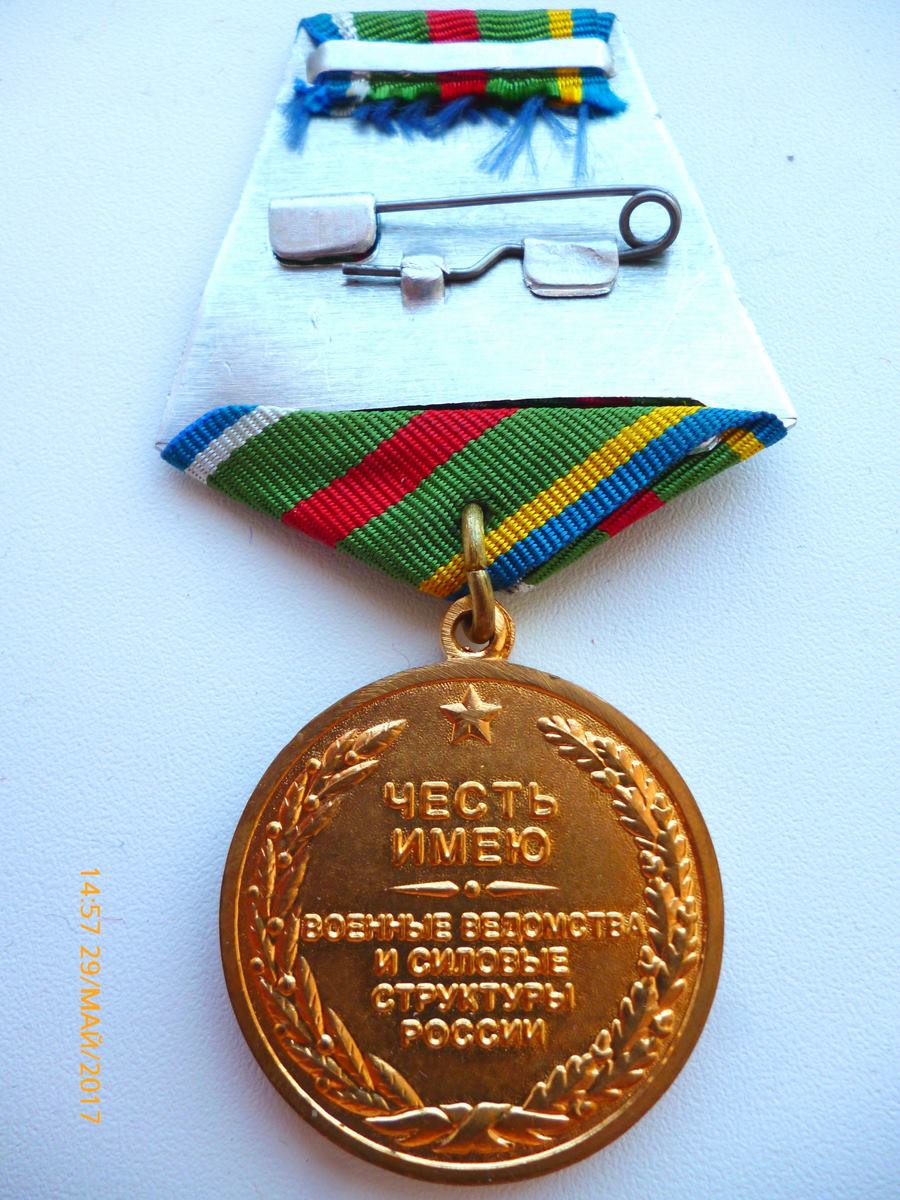 ЧЕСТЬ
ИМЕЮ
ВОЕННЫЕ ВЕДОМСТВА
И СИЛОВЫЕ
СТРУКТУРЫ
РОССИИ
14:57 29/МАЙ/2017